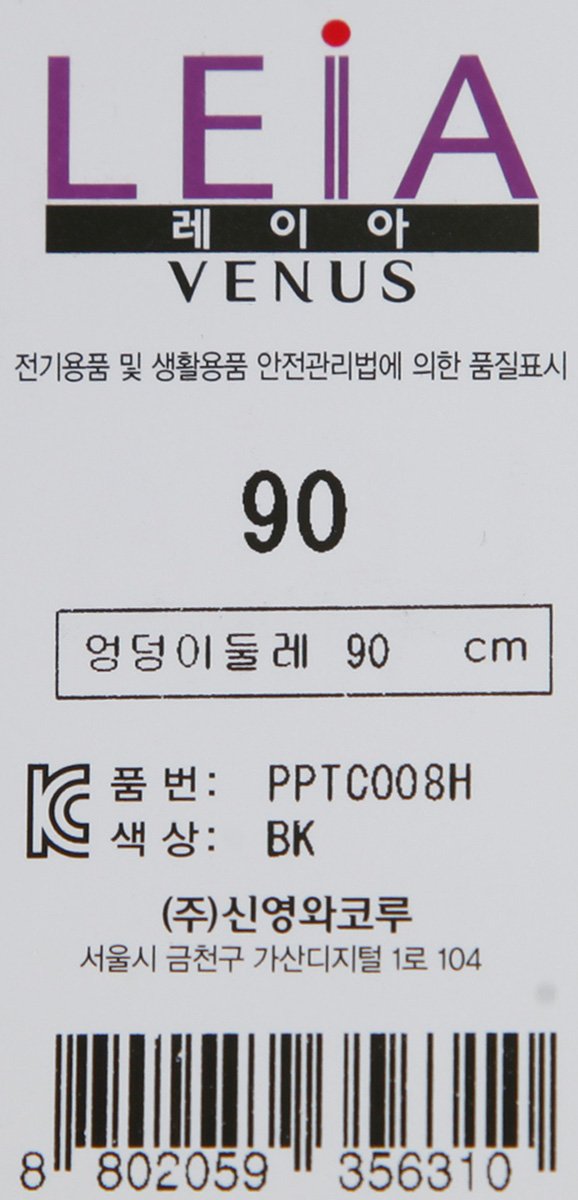 LEiA
레이아
VENUS
전기용품 및 생활용품 안전관리법에 의한 품질표시
90
엉덩이둘레 90 cm
품 번: PPTC008H
색 상: BK
(주)신영와코루
서울시 금천구 가산디지털 1로 104
8 802059 356310